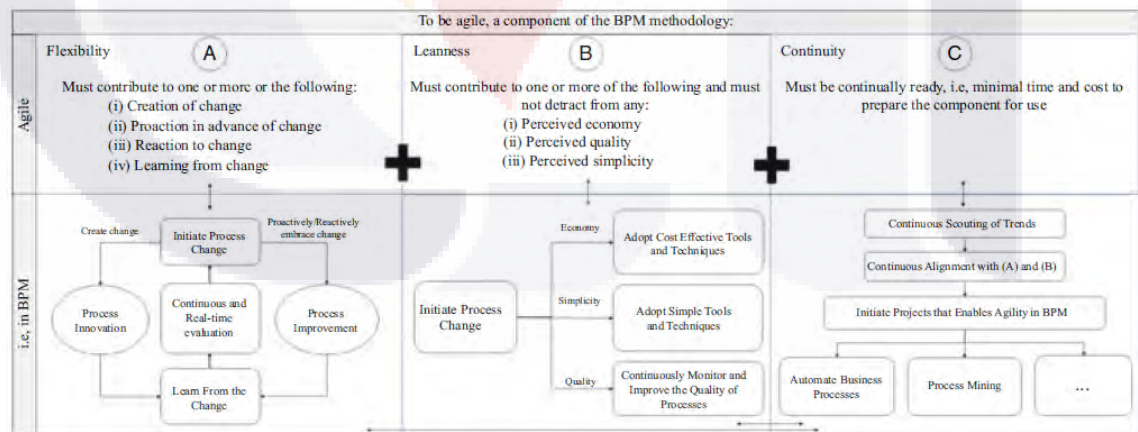 To be agile, a component of the BPM methodology:
Agile
Flexibility
A
Must contribute to one or more or the following:
(i) Creation of change
(ii) Proaction in advance of change
(iii) Reaction to change
(iv) Learning from change
Leanness
B
Must contribute to one or more of the following and must
not detract from any:
(i) Perceived economy
(ii) Perceived quality
(iii) Perceived simplicity
Continuity
C
Must be continually ready, i.e, minimal time and cost to
prepare the component for use
i.e, in BPM
Create change
Initiate Process
Change
Proactively/Reactively
embrace change
Process
Innovation
Continuous and
Real-time
evaluation
Process
Improvement
Learn From the
Change
Initiate Process
Change
Economy
Adopt Cost Effective Tools
and Techniques
Simplicity
Adopt Simple Tools
and Techniques
Quality
Continuously Monitor and
Improve the Quality of
Processes
Continuous Scouting of Trends
Continuous Alignment with (A) and (B)
Initiate Projects that Enables Agility in BPM
Automate Business
Processes
Process Mining
...